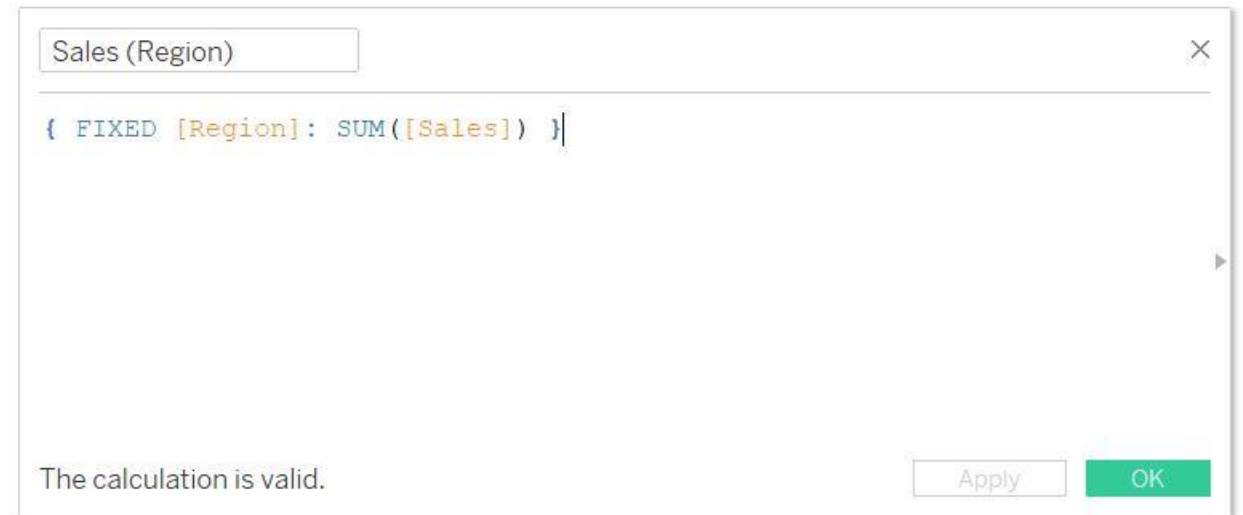 Sales (Region)
{ FIXED [Region]: SUM([Sales]) }
The calculation is valid.
Apply
OK